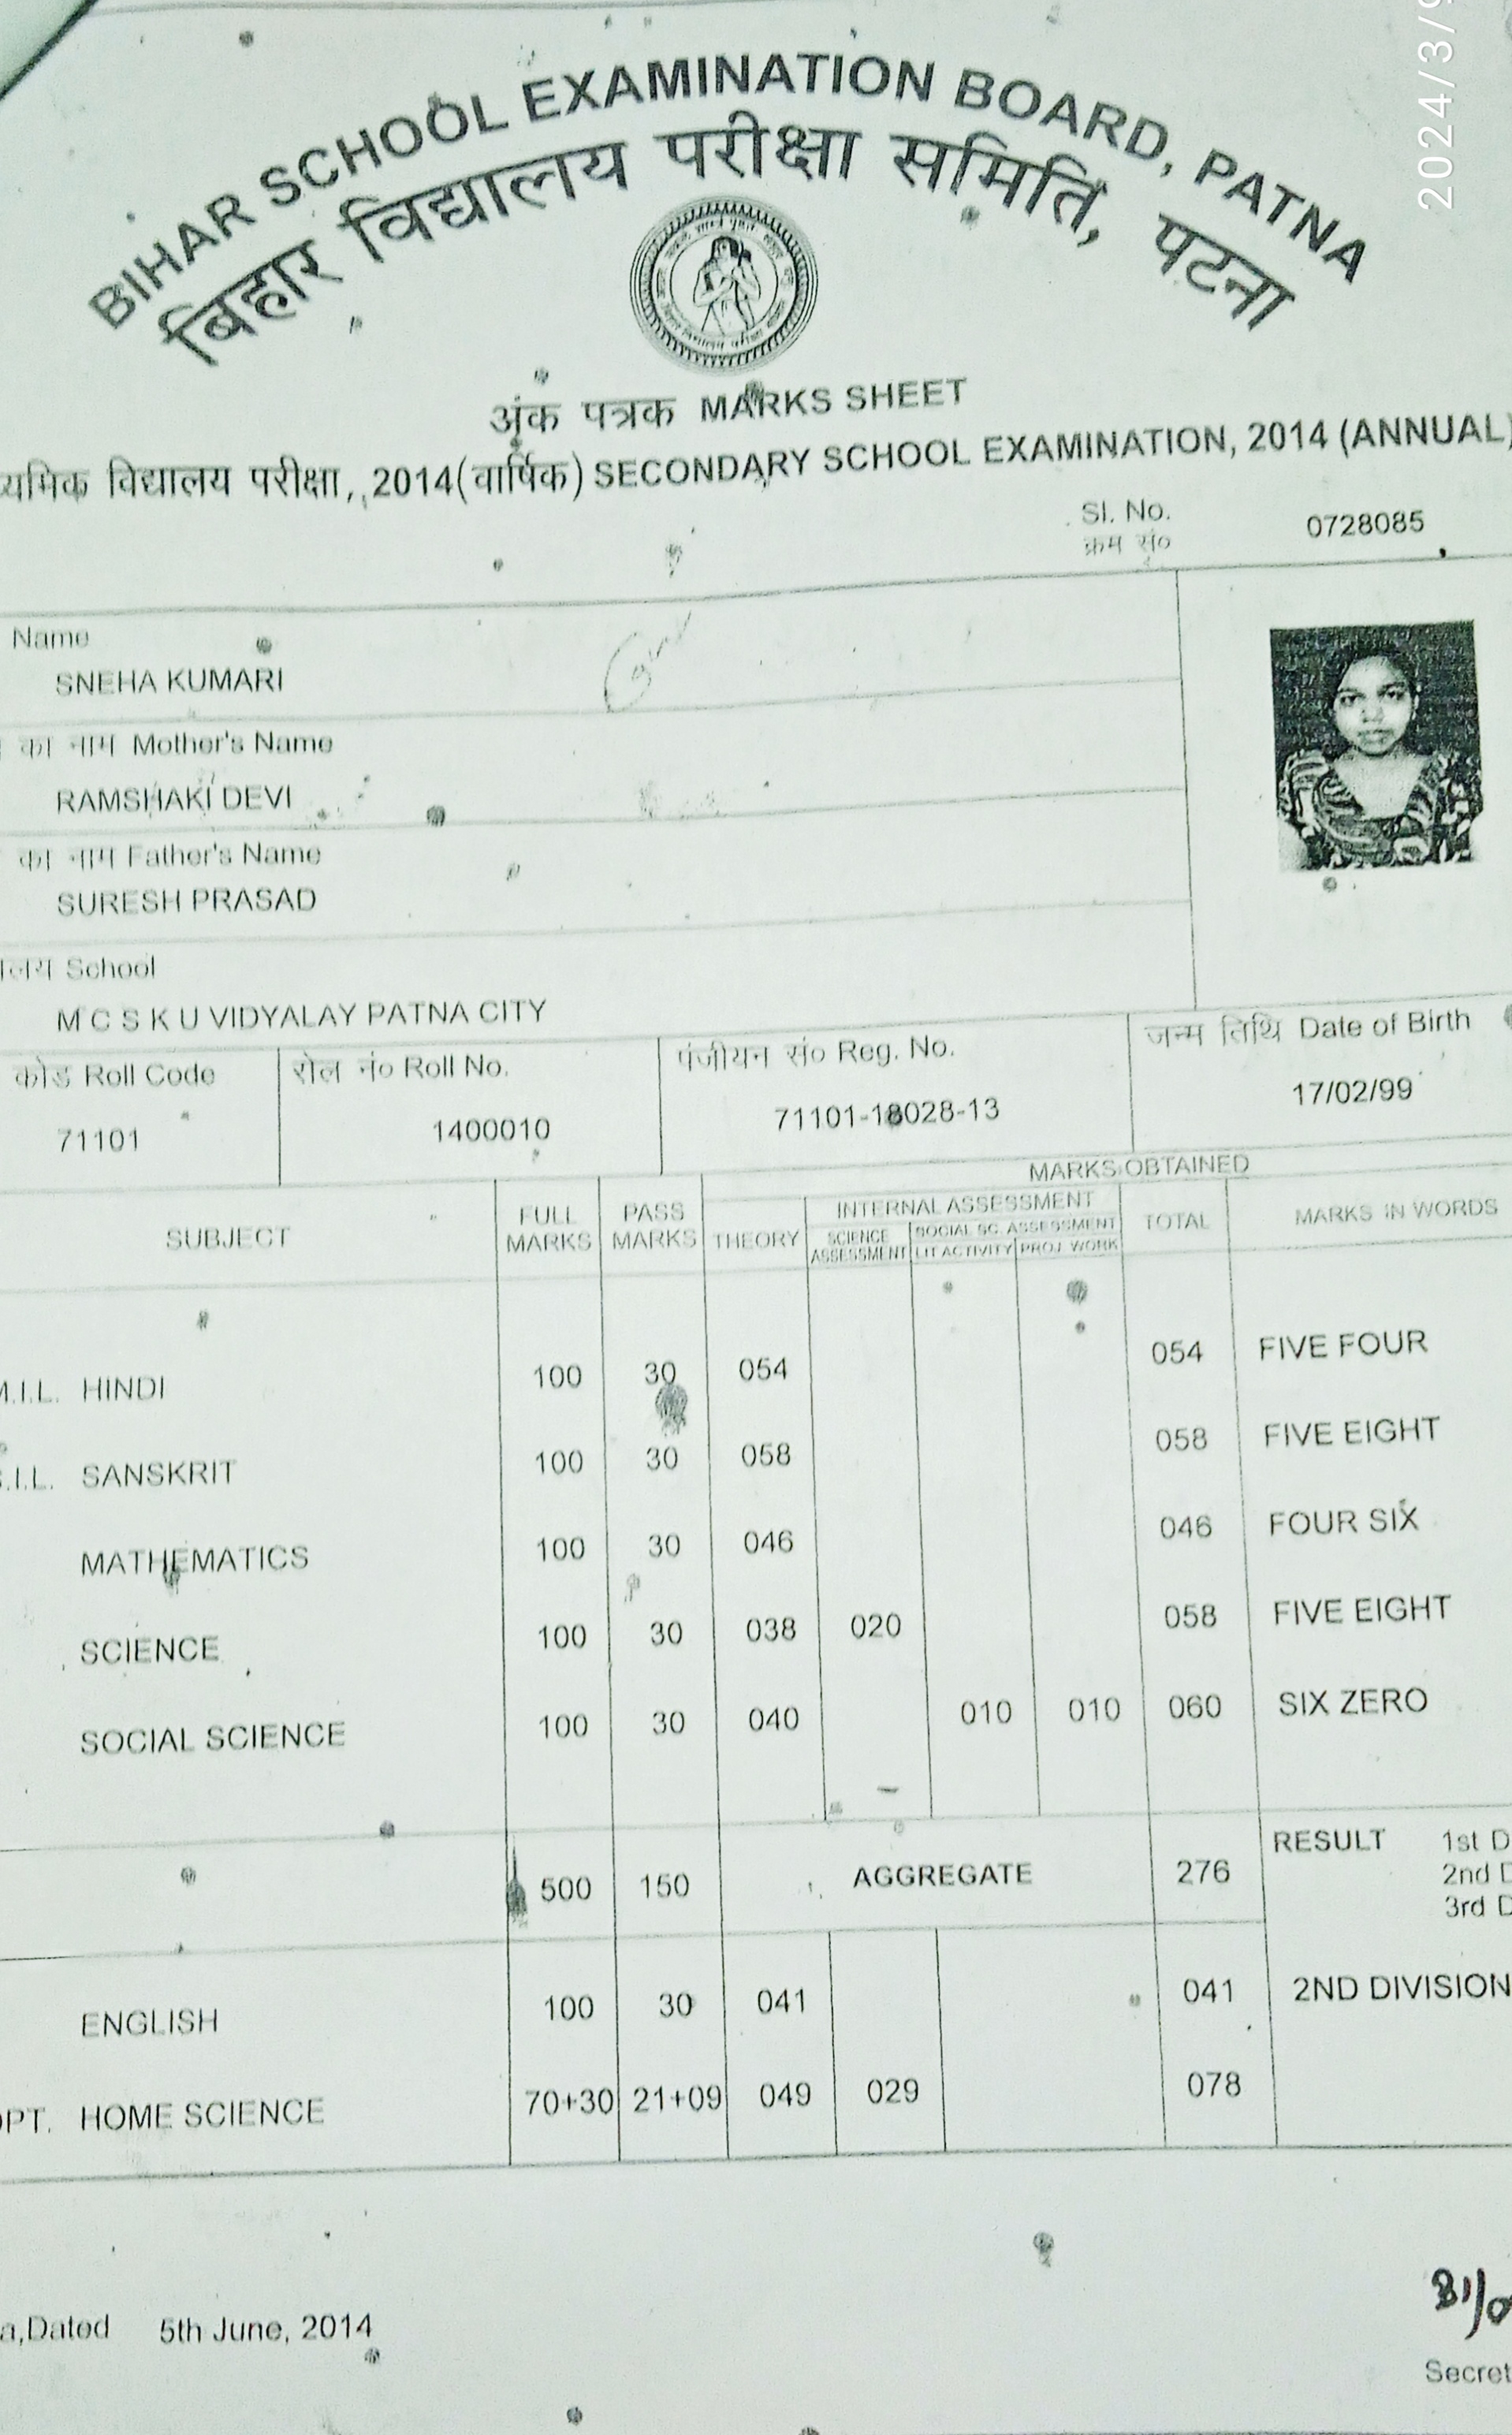 2024/3/
BIHAR SCHOOL EXAMINATION BOARD, PATNA
बिहार विद्यालय परीक्षा समिति, पटना
अंक पत्रक MARKS SHEET
यमिक विद्यालय परीक्षा, 2014(वार्षिक) SECONDARY SCHOOL EXAMINATION, 2014 (ANNUAL)
Sl. No. 0728085
क्रम सं०
Name
SNEHA KUMARI
का नाम Mother's Name
RAMSHAKI DEVI
का नाम Father's Name
SURESH PRASAD
लय School
M C S K U VIDYALAY PATNA CITY
कोड Roll Code रोल नं० Roll No. पंजीयन सं० Reg. No. जन्म तिथि Date of Birth
71101 1400010 71101-18028-13 17/02/99
MARKS OBTAINED
SUBJECT FULL MARKS PASS MARKS THEORY INTERNAL ASSESSMENT TOTAL MARKS IN WORDS
SCIENCE ASSESSMENT SOCIAL SC. ASSESSMENT
LIT ACTIVITY PROJ WORK
M.I.L. HINDI 100 30 054 054 FIVE FOUR
S.I.L. SANSKRIT 100 30 058 058 FIVE EIGHT
MATHEMATICS 100 30 046 046 FOUR SIX
SCIENCE 100 30 038 020 058 FIVE EIGHT
SOCIAL SCIENCE 100 30 040 010 010 060 SIX ZERO
500 150 AGGREGATE 276 RESULT 1st D
2nd D
3rd D
ENGLISH 100 30 041 041 2ND DIVISION
OPT. HOME SCIENCE 70+30 21+09 049 029 078
a,Dated 5th June, 2014
Secret